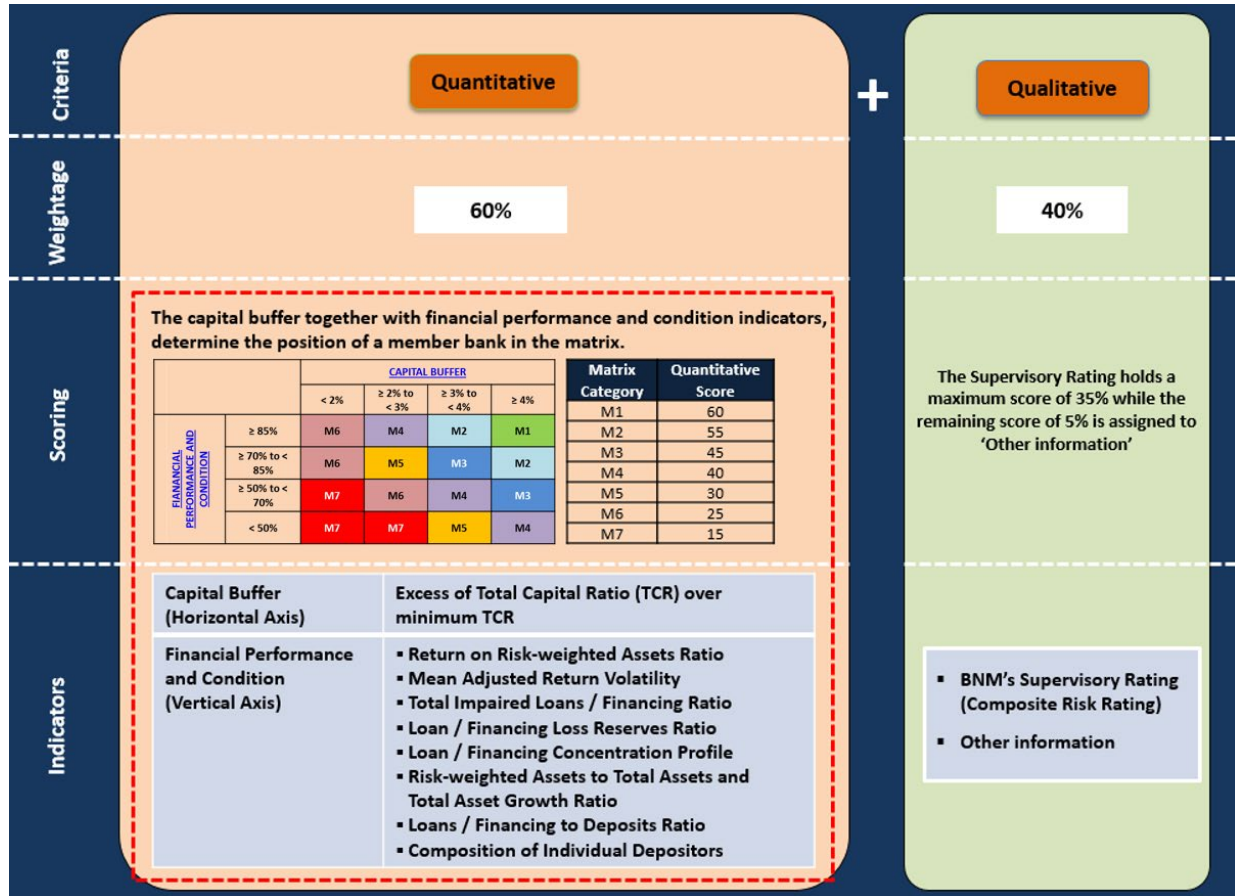 Criteria
Quantitative
+
Qualitative
Weightage
60%
40%
Scoring
The capital buffer together with financial performance and condition indicators,
determine the position of a member bank in the matrix.
CAPITAL BUFFER
< 2%
≥ 2% to
< 3%
≥ 3% to
< 4%
≥ 4%
FIANANCIAL
PERFORMANCE AND
CONDITION
≥ 85%
M6
M4
M2
M1
≥ 70% to <
85%
M6
M5
M3
M2
≥ 50% to <
70%
M7
M6
M4
M3
< 50%
M7
M7
M5
M4
Matrix
Category
Quantitative
Score
M1
60
M2
55
M3
45
M4
40
M5
30
M6
25
M7
15
The Supervisory Rating holds a
maximum score of 35% while the
remaining score of 5% is assigned to
‘Other information’
Indicators
Capital Buffer
(Horizontal Axis)
Excess of Total Capital Ratio (TCR) over
minimum TCR
Financial Performance
and Condition
(Vertical Axis)
▪ Return on Risk-weighted Assets Ratio
▪ Mean Adjusted Return Volatility
▪ Total Impaired Loans / Financing Ratio
▪ Loan / Financing Loss Reserves Ratio
▪ Loan / Financing Concentration Profile
▪ Risk-weighted Assets to Total Assets and
Total Asset Growth Ratio
▪ Loans / Financing to Deposits Ratio
▪ Composition of Individual Depositors
▪ BNM’s Supervisory Rating
(Composite Risk Rating)
▪ Other information